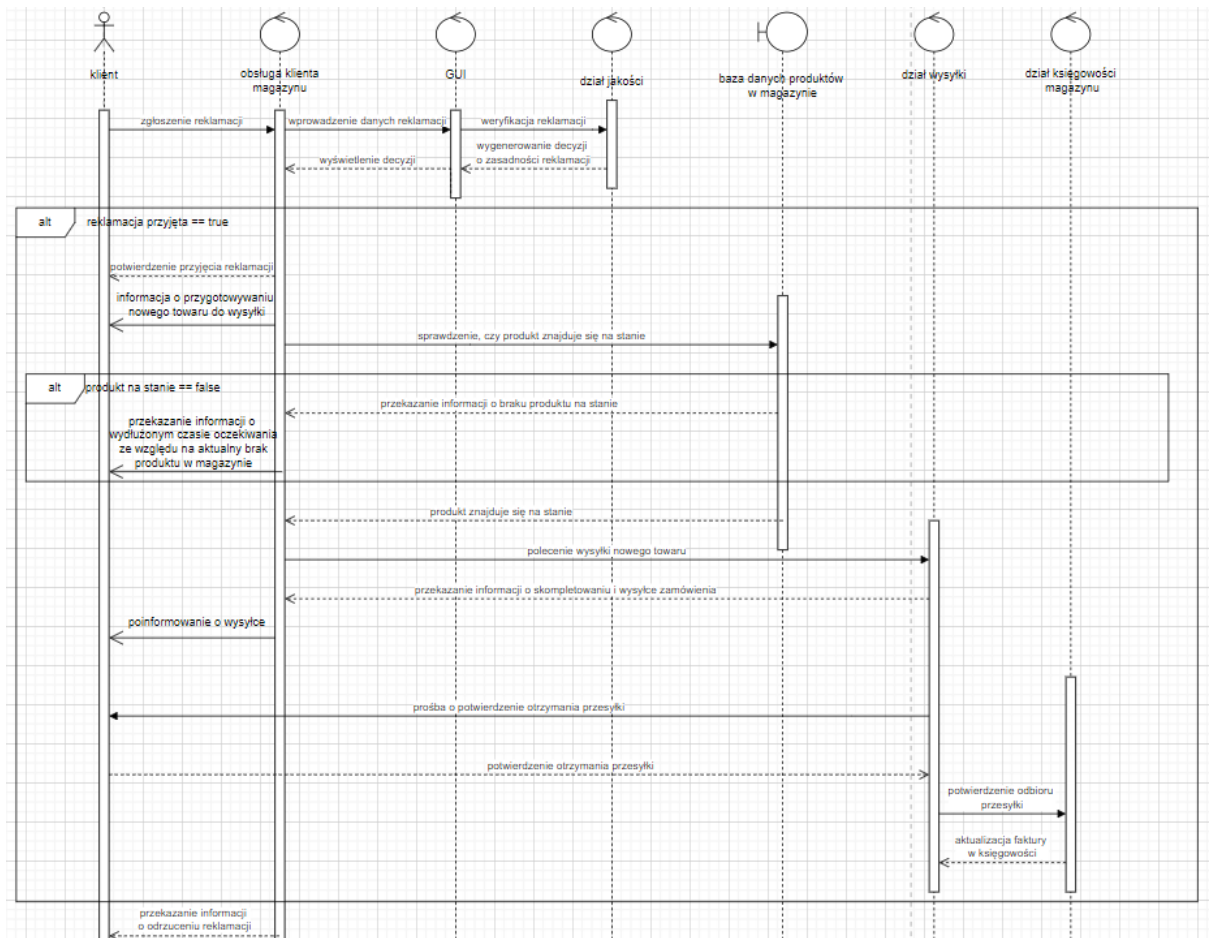 klient
obsługa klienta
magazynu
GUI
dział jakości
baza danych produktów
w magazynie
dział wysyłki
dział księgowości
magazynu
zgłoszenie reklamacji
wprowadzenie danych reklamacji
weryfikacja reklamacji
wygenerowanie decyzji
o zasadności reklamacji
wyświetlenie decyzji
alt
reklamacja przyjęta == true
potwierdzenie przyjęcia reklamacji
informacja o przygotowywaniu
nowego towaru do wysyłki
sprawdzenie, czy produkt znajduje się na stanie
alt
produkt na stanie == false
przekazanie informacji o braku produktu na stanie
przekazanie informacji o
wydłużonym czasie oczekiwania
ze względu na aktualny brak
produktu w magazynie
produkt znajduje się na stanie
polecenie wysyłki nowego towaru
przekazanie informacji o skompletowaniu i wysyłce zamówienia
poinformowanie o wysyłce
prośba o potwierdzenie otrzymania przesyłki
potwierdzenie otrzymania przesyłki
potwierdzenie odbioru
przesyłki
aktualizacja faktury
w księgowości
przekazanie informacji
o odrzuceniu reklamacji